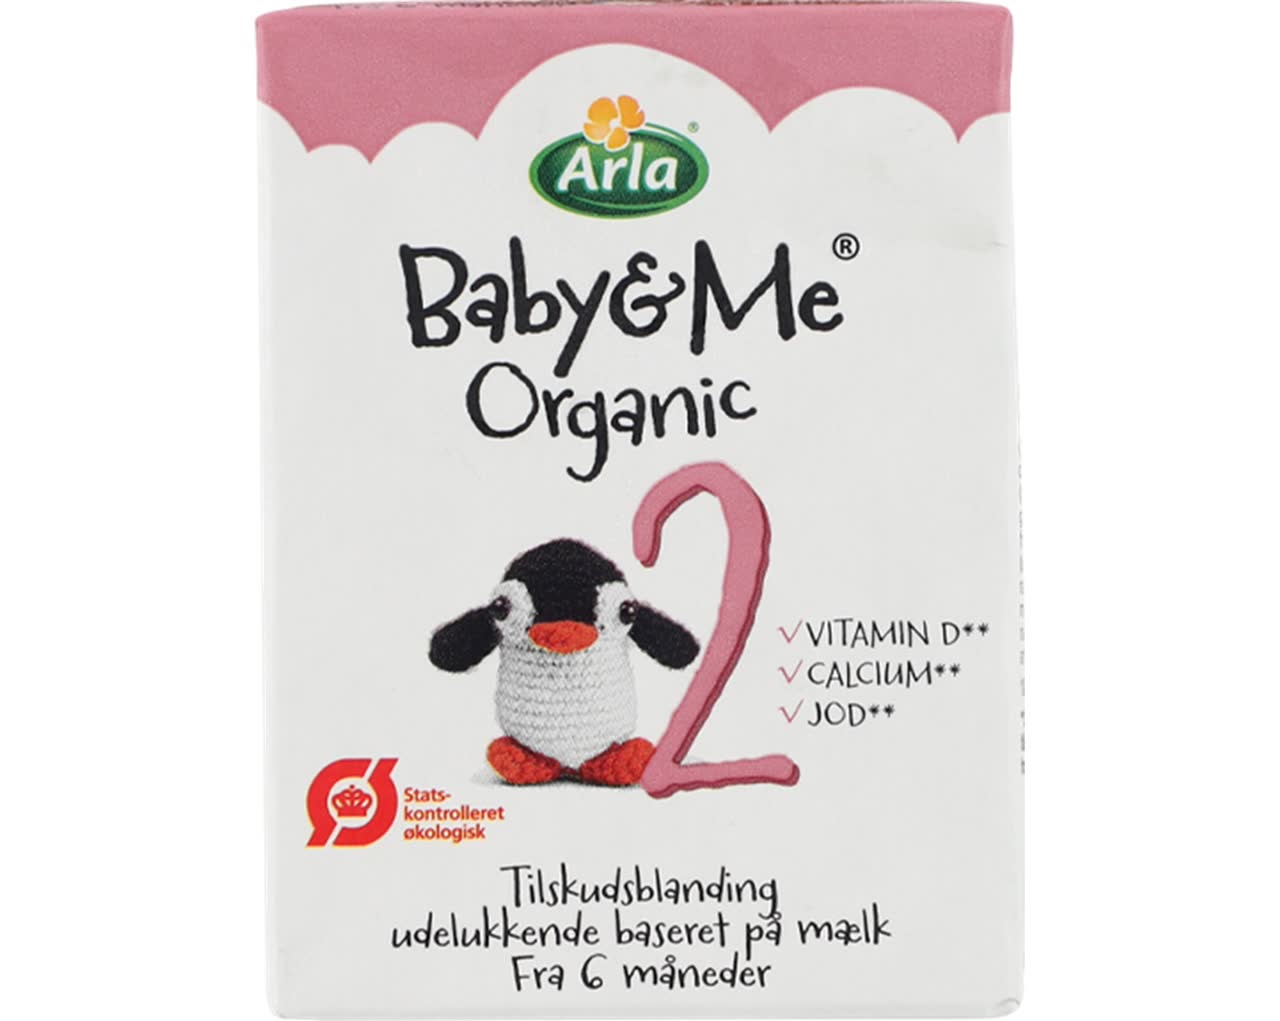 Arla®
Baby&Me®
Organic
2
VITAMIN D**
CALCIUM**
JOD**
Stats-
kontrolleret
økologisk
Tilskudsblanding
udelukkende baseret på mælk
Fra 6 måneder